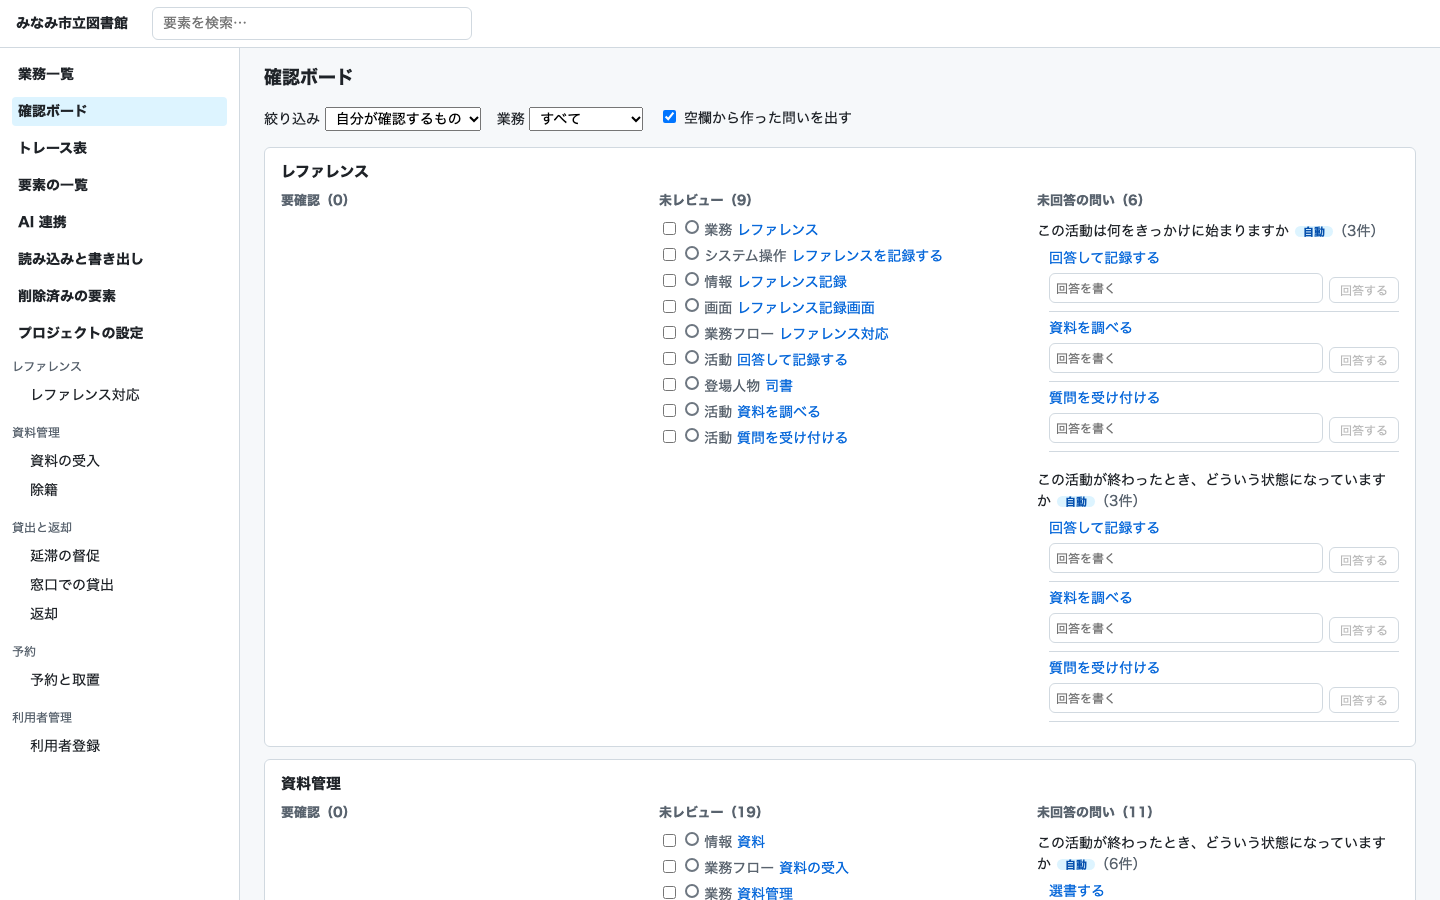 みなみ市立図書館
要素を検索…
業務一覧
確認ボード
トレース表
要素の一覧
AI 連携
読み込みと書き出し
削除済みの要素
プロジェクトの設定
レファレンス
レファレンス対応
資料管理
資料の受入
除籍
貸出と返却
延滞の督促
窓口での貸出
返却
予約
予約と取置
利用者管理
利用者登録
確認ボード
絞り込み 自分が確認するもの 業務 すべて 空欄から作った問いを出す
レファレンス
要確認（0）
未レビュー（9）
業務 レファレンス
システム操作 レファレンスを記録する
情報 レファレンス記録
画面 レファレンス記録画面
業務フロー レファレンス対応
活動 回答して記録する
登場人物 司書
活動 資料を調べる
活動 質問を受け付ける
未回答の問い（6）
この活動は何をきっかけに始まりますか 自動 （3件）
回答して記録する
回答を書く 回答する
資料を調べる
回答を書く 回答する
質問を受け付ける
回答を書く 回答する
この活動が終わったとき、どういう状態になっています
か 自動 （3件）
回答して記録する
回答を書く 回答する
資料を調べる
回答を書く 回答する
質問を受け付ける
回答を書く 回答する
資料管理
要確認（0）
未レビュー（19）
情報 資料
業務フロー 資料の受入
業務 資料管理
未回答の問い（11）
この活動が終わったとき、どういう状態になっています
か 自動 （6件）
選書する